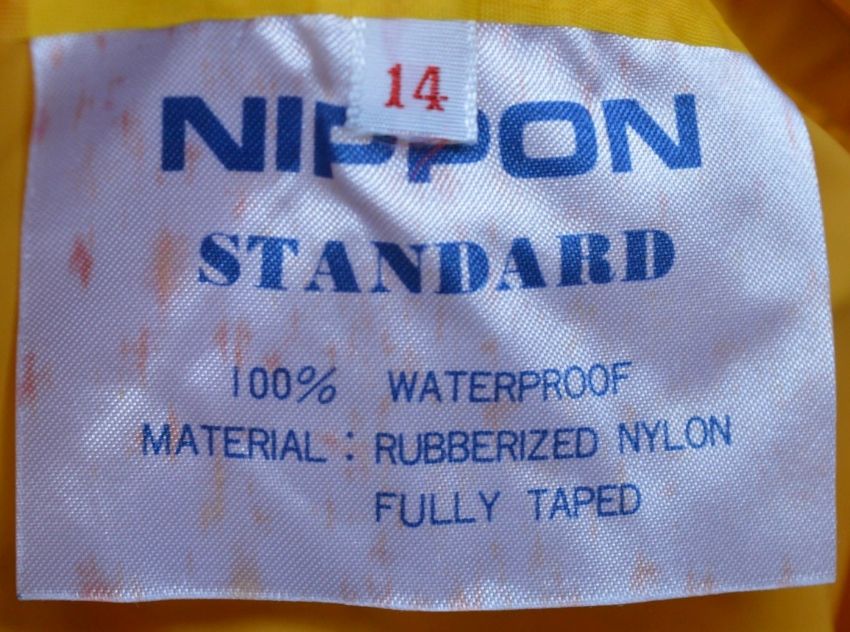 14
NIPPON
STANDARD
100% WATERPROOF
MATERIAL : RUBBERIZED NYLON
FULLY TAPED